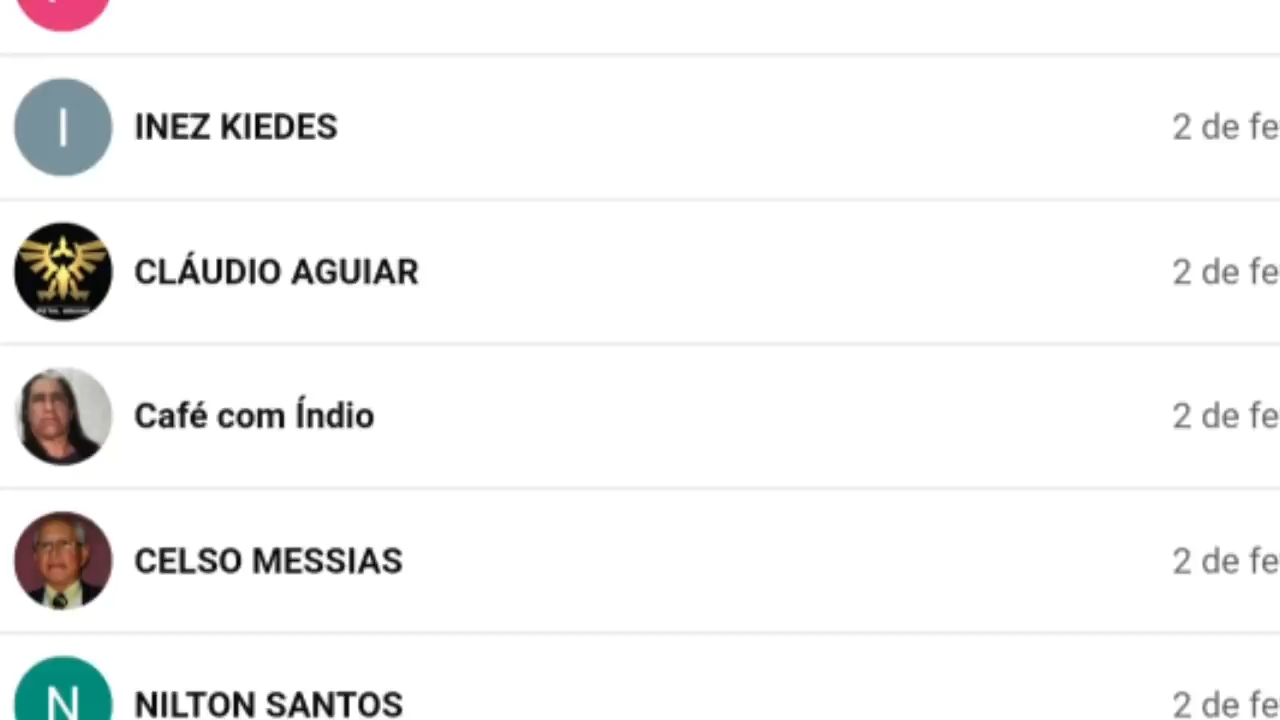 I
INEZ KIEDES
2 de fe
CLÁUDIO AGUIAR
2 de fe
Café com Índio
2 de fe
CELSO MESSIAS
2 de fe
N
NILTON SANTOS
2 de fe